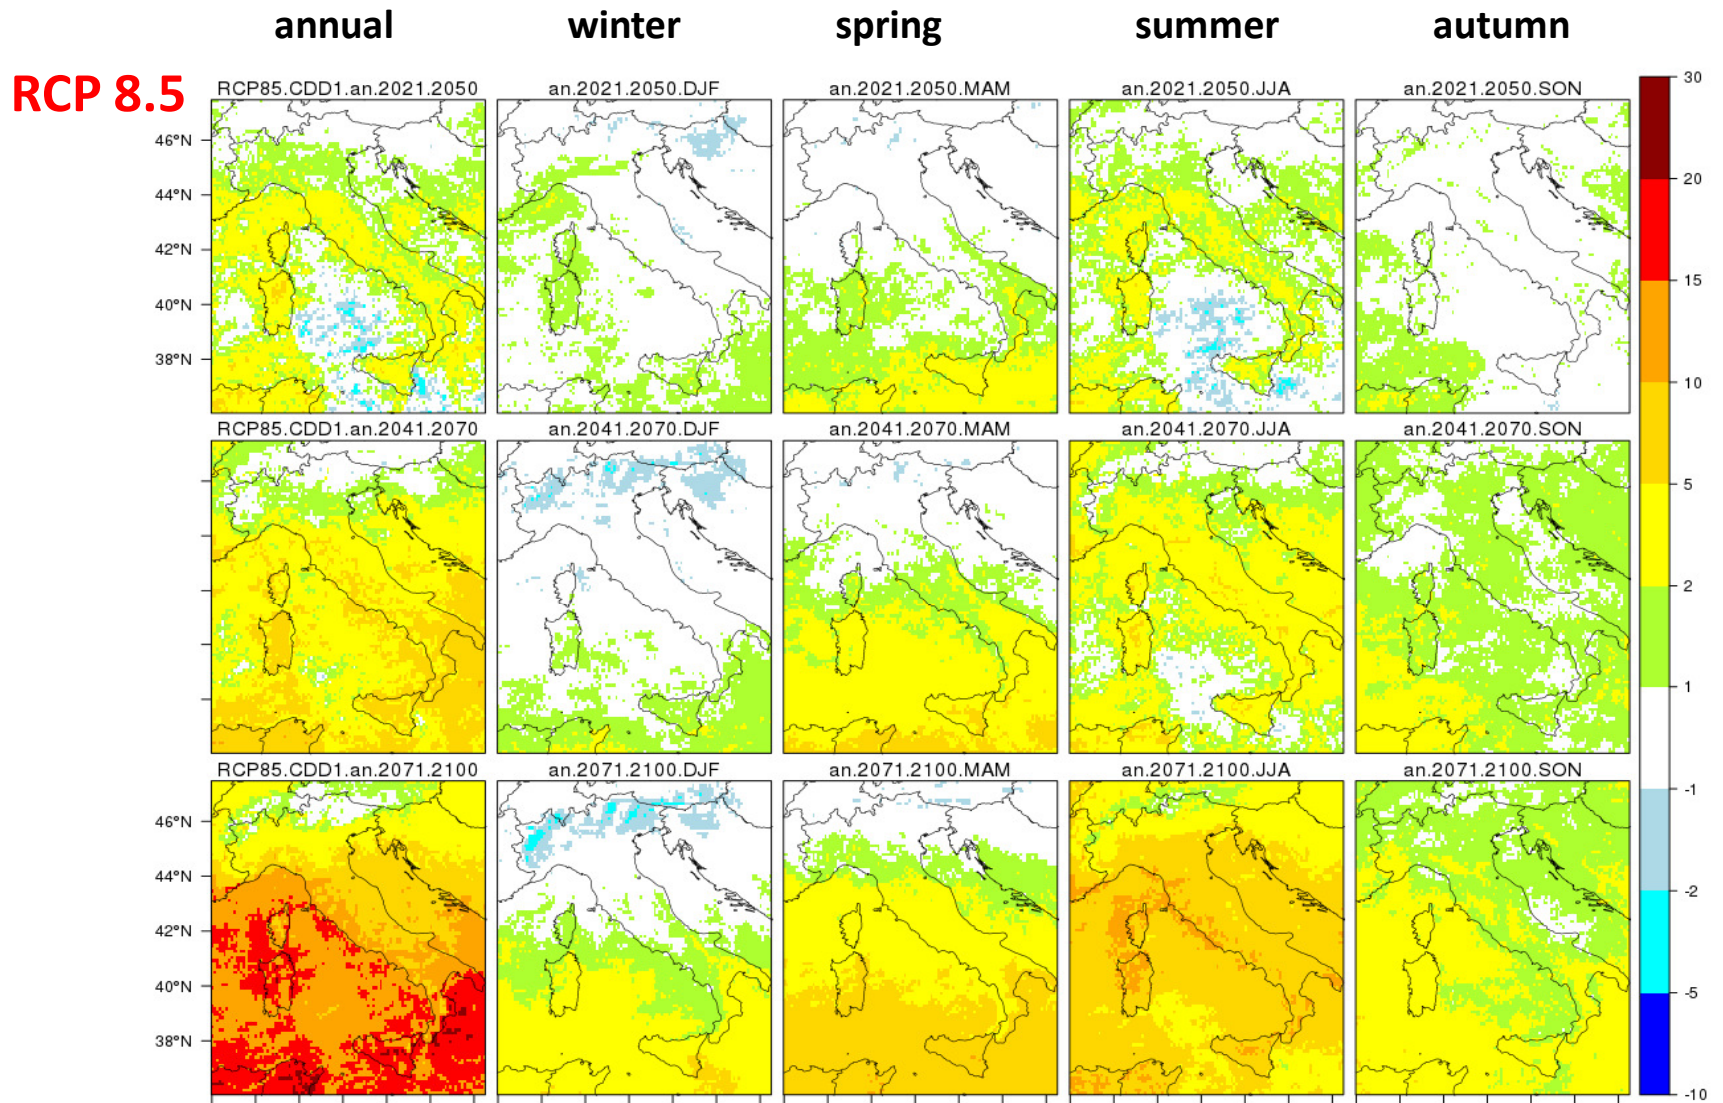 annual winter spring summer autumn
RCP 8.5
RCP85.CDD1.an.2021.2050 an.2021.2050.DJF an.2021.2050.MAM an.2021.2050.JJA an.2021.2050.SON
30
46°N
20
44°N
42°N
15
40°N
38°N
10
RCP85.CDD1.an.2041.2070 an.2041.2070.DJF an.2041.2070.MAM an.2041.2070.JJA an.2041.2070.SON
5
2
1
RCP85.CDD1.an.2071.2100 an.2071.2100.DJF an.2071.2100.MAM an.2071.2100.JJA an.2071.2100.SON
-1
46°N
44°N
-2
42°N
40°N
-5
38°N
-10